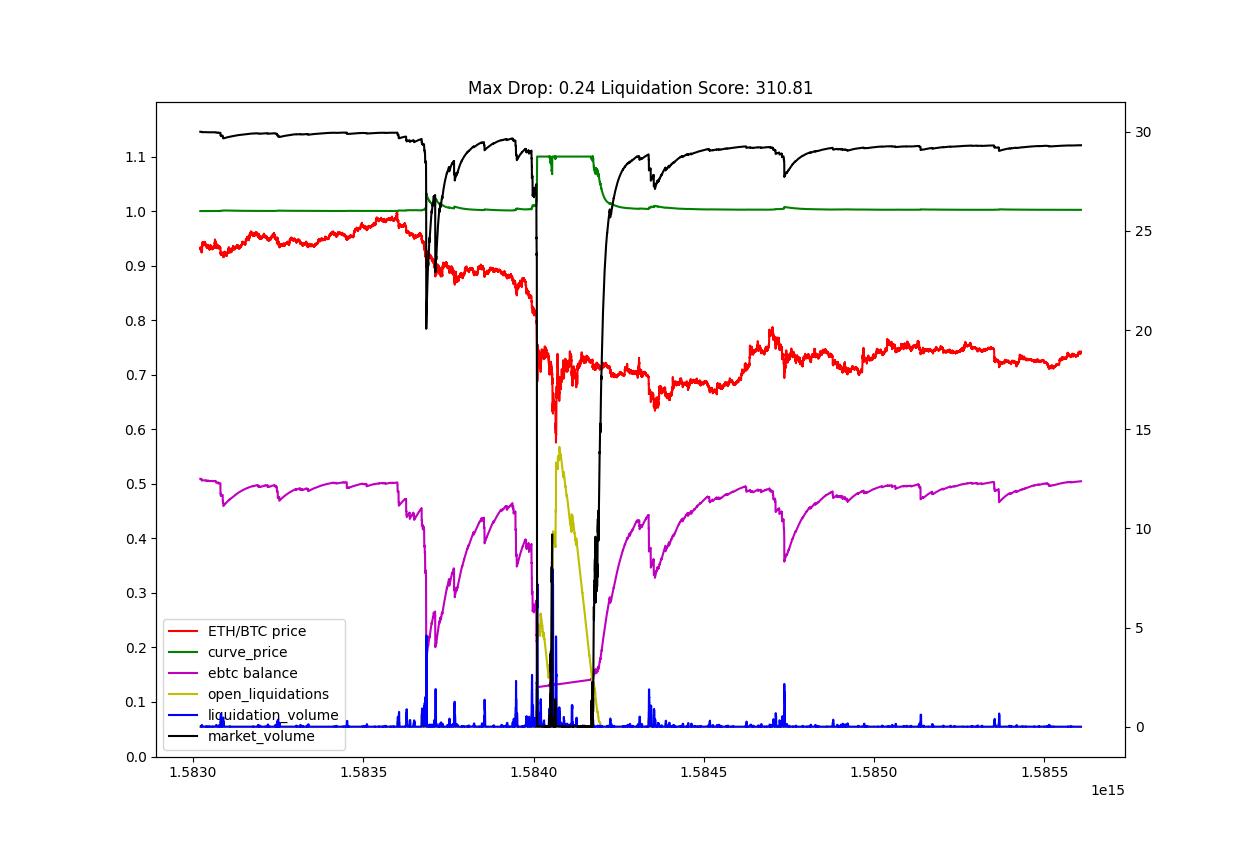 Max Drop: 0.24 Liquidation Score: 310.81
1.1
1.0
0.9
0.8
0.7
0.6
0.5
0.4
0.3
0.2
0.1
0.0
30
25
20
15
10
5
0
ETH/BTC price
curve_price
ebtc balance
open_liquidations
liquidation_volume
market_volume
1.5830 1.5835 1.5840 1.5845 1.5850 1.5855
1e15